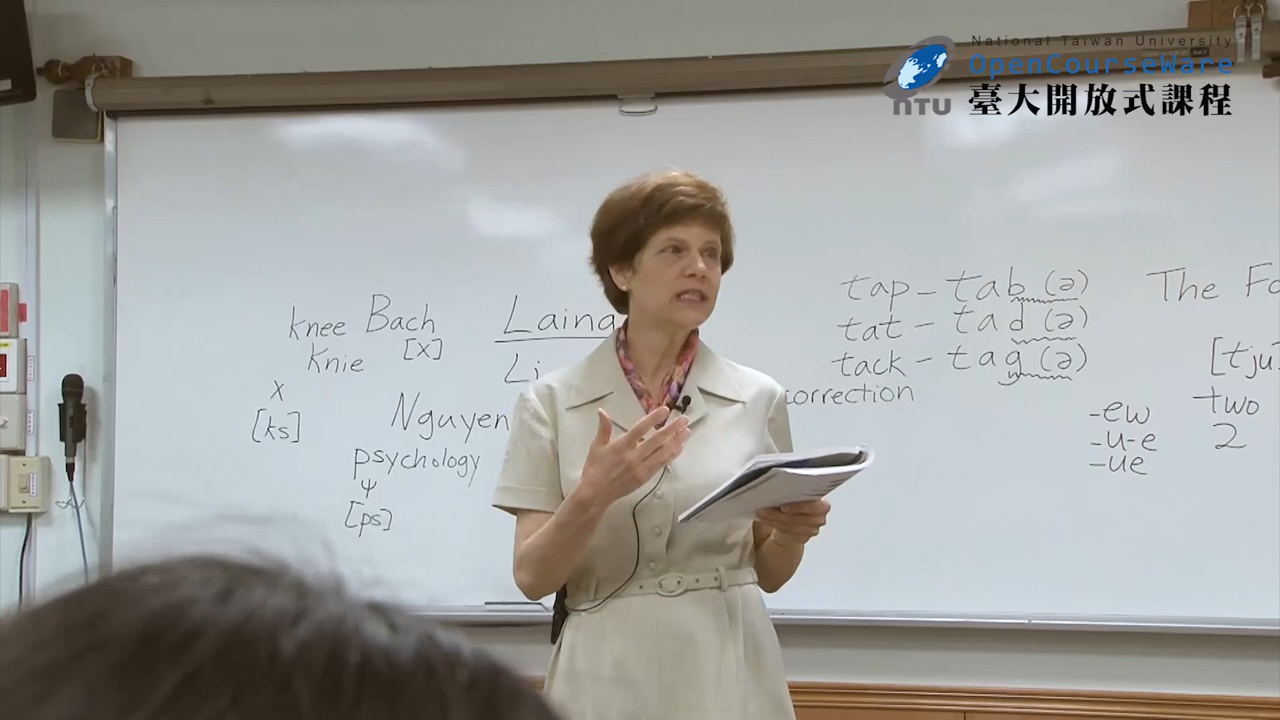 National Taiwan University
OpenCourseWare
NTU 臺大開放式課程
knee Bach
Knie [x]
x
[ks]
Laing
Li
Nguyen
psychology
ψ
[ps]
tap – tab (ə)
tat – tad (ə)
tack – tag (ə)
correction
The Fo
[tju]
-ew two
-u-e 2
-ue